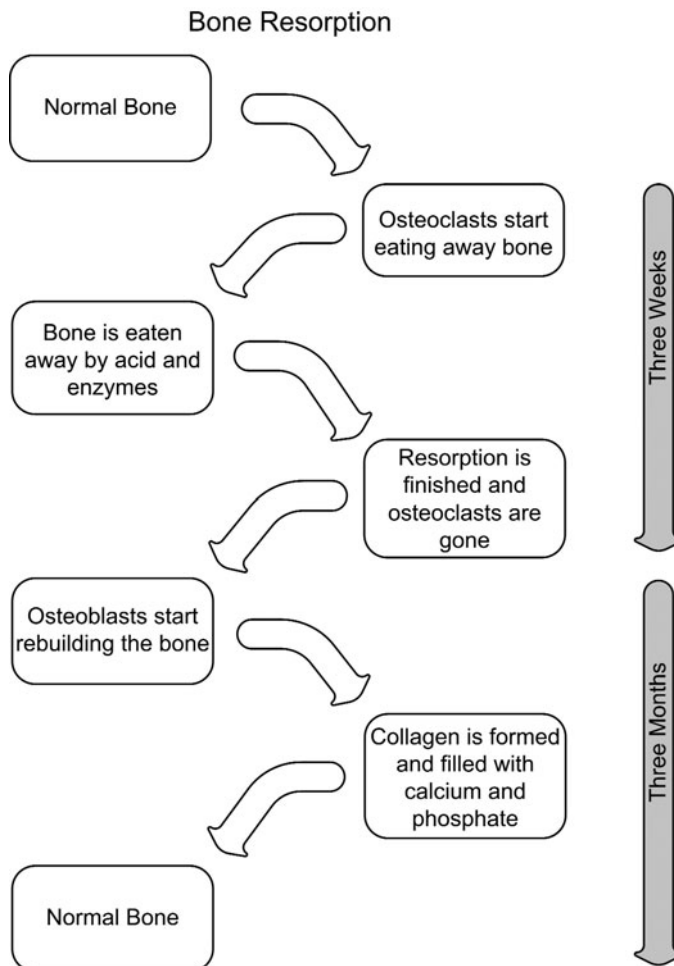 Bone Resorption
Normal Bone
Osteoclasts start
eating away bone
Three Weeks
Bone is eaten
away by acid and
enzymes
Resorption is
finished and
osteoclasts are
gone
Osteoblasts start
rebuilding the bone
Three Months
Collagen is formed
and filled with
calcium and
phosphate
Normal Bone